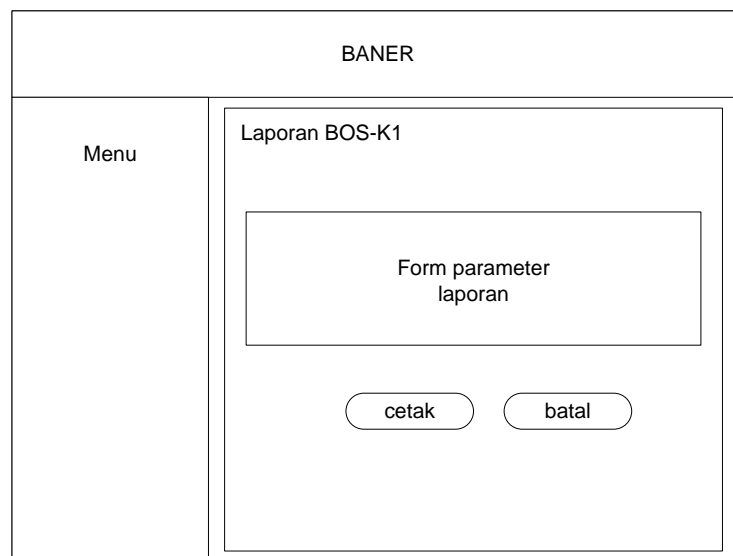 BANER
Menu
Laporan BOS-K1
Form parameter
laporan
cetak
batal